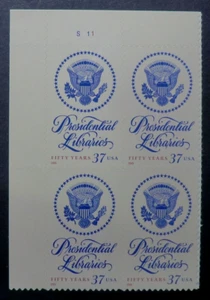 S 11
Presidential Presidential
Libraries Libraries
FIFTY YEARS 37 USA FIFTY YEARS 37 USA
Presidential Presidential
Libraries Libraries
FIFTY YEARS 37 USA FIFTY YEARS 37 USA